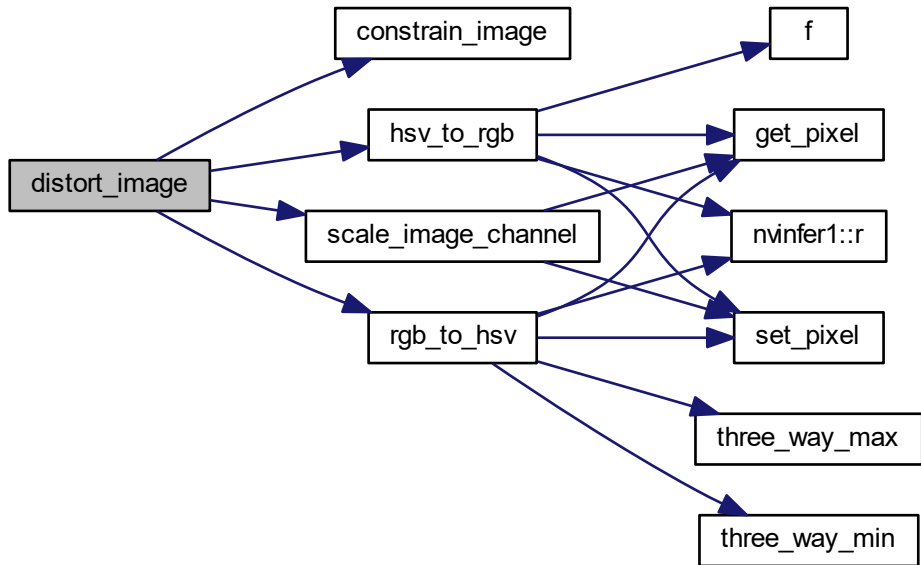 constrain_image
f
hsv_to_rgb
get_pixel
distort_image
scale_image_channel
nvinfer1::r
rgb_to_hsv
set_pixel
three_way_max
three_way_min